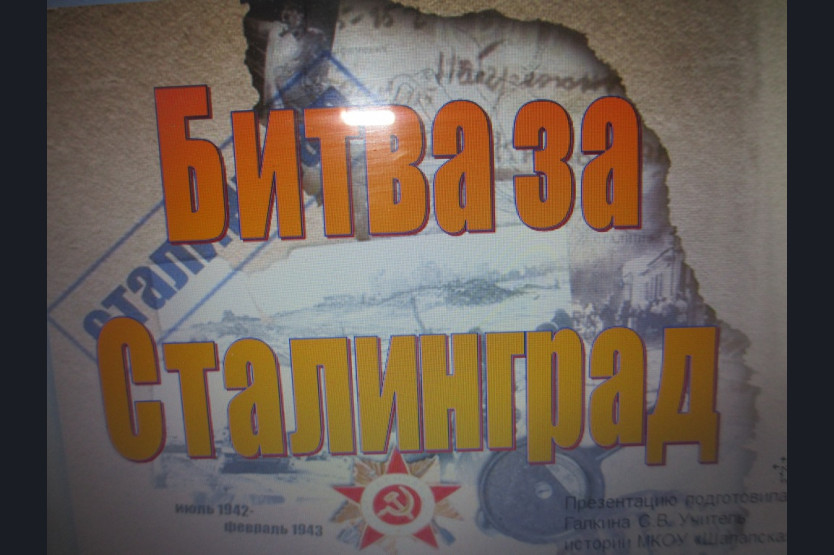 Битва за
Сталинград
июль 1942-
февраль 1943
Презентацию подготовила
Галкина С.В. Учитель
истории МКОУ